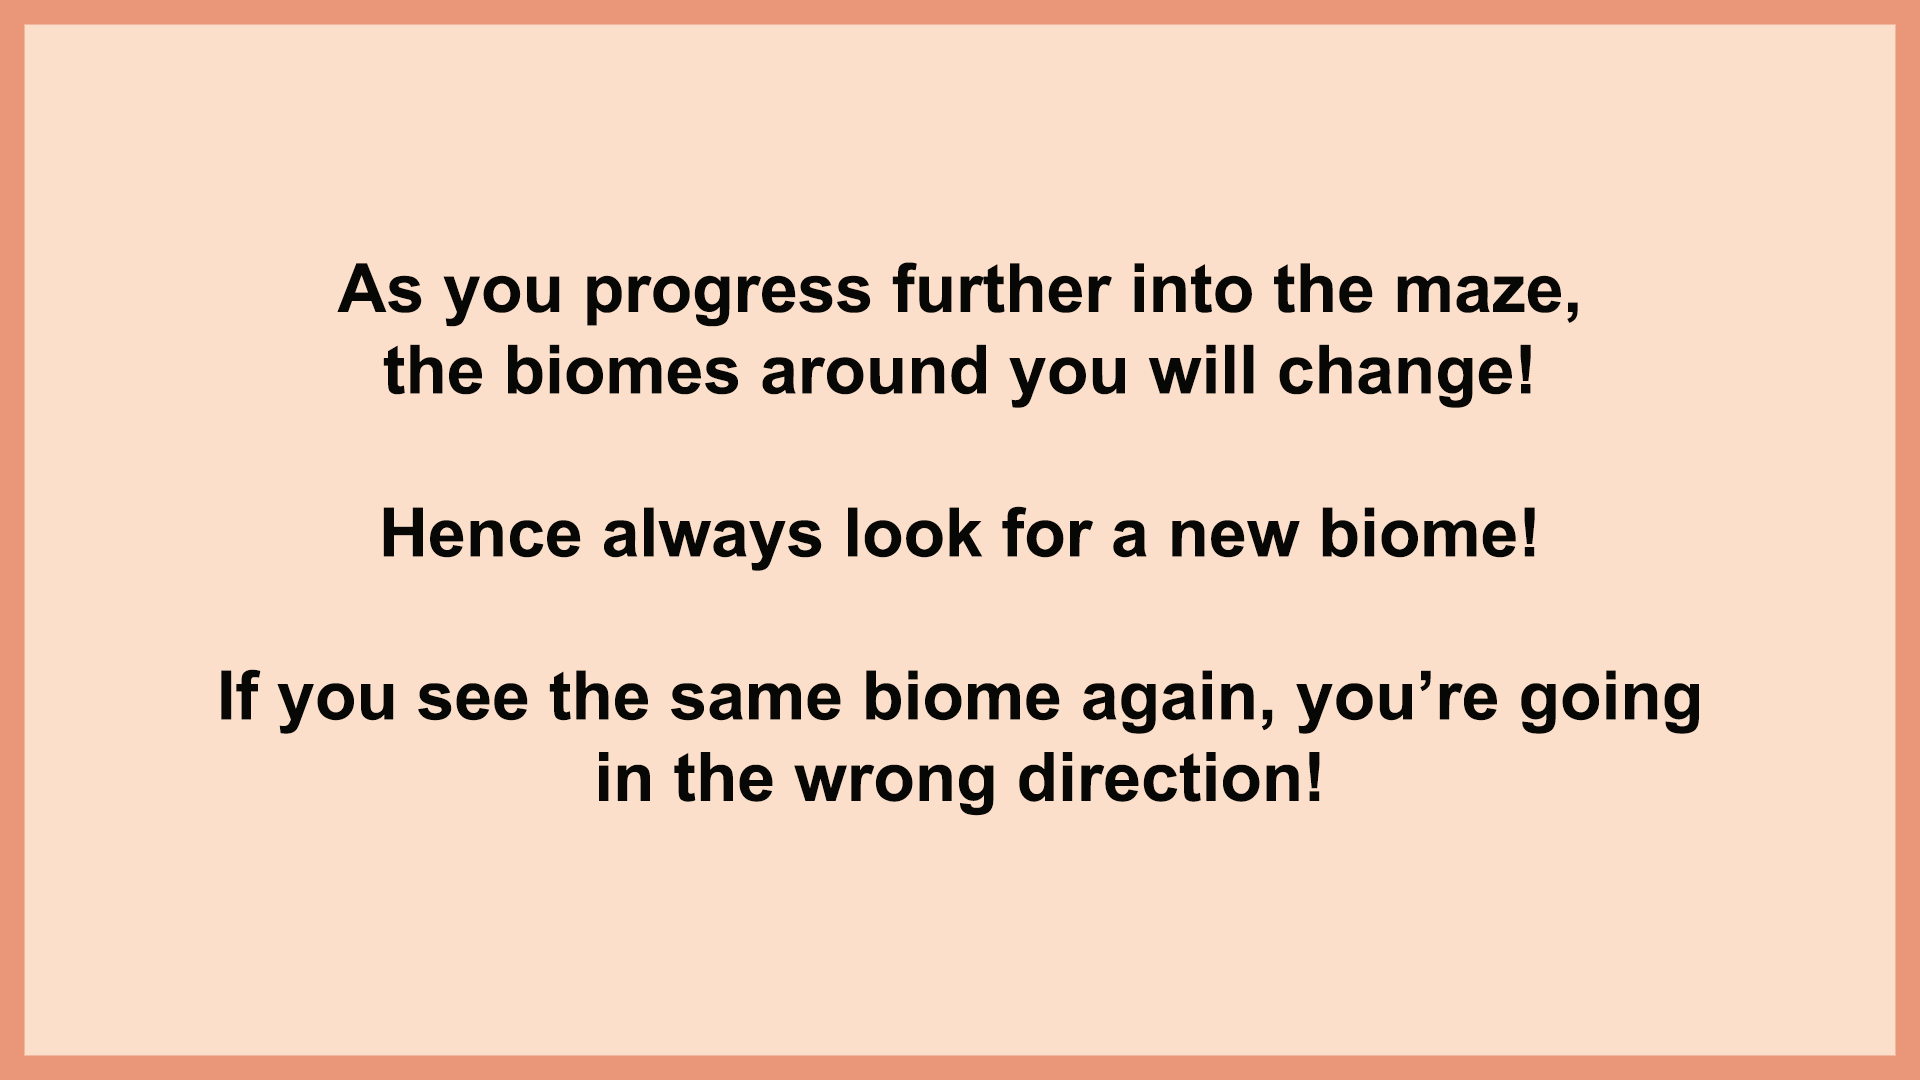 As you progress further into the maze,
the biomes around you will change!
Hence always look for a new biome!
If you see the same biome again, you’re going
in the wrong direction!